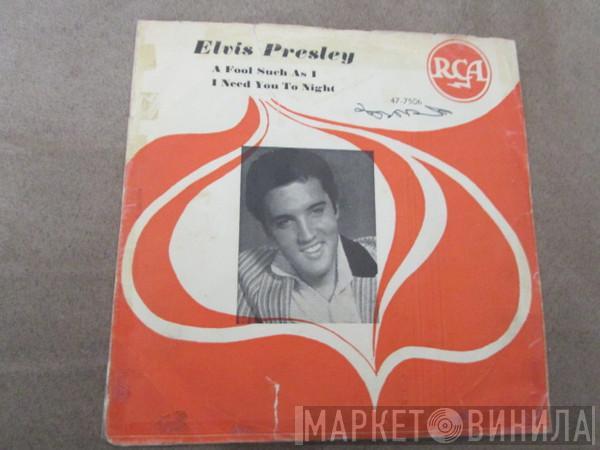 Elvis Presley
A Fool Such As I
I Need You To Night
RCA
47-7506
МАРКЕТ ВИНИЛА